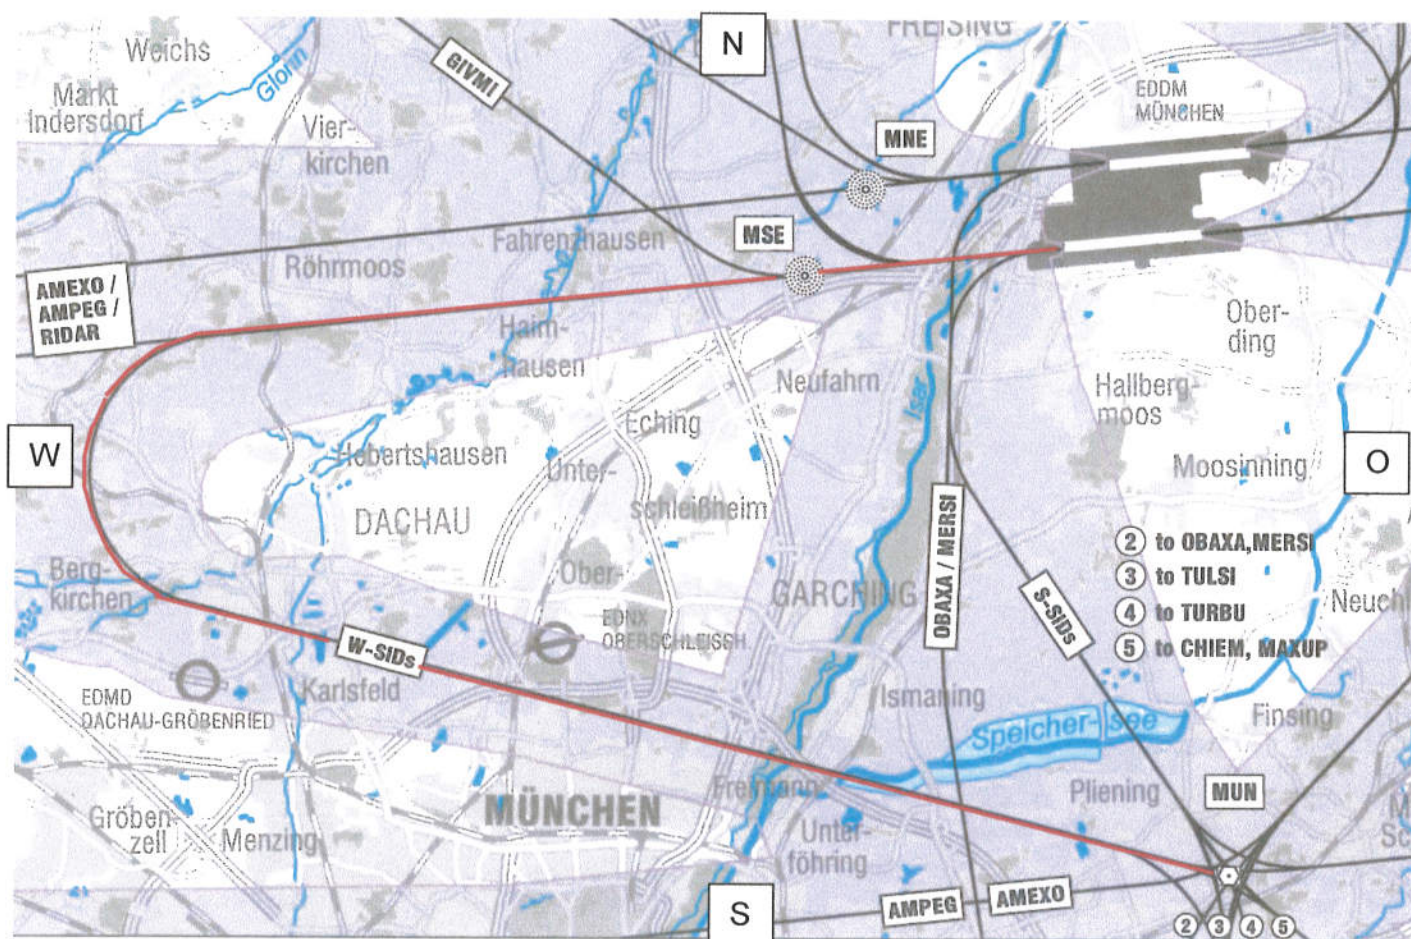 N
FREISING
Weichs
Glonn
GIVMI
EDDM
MÜNCHEN
Markt
Indersdorf
Vier-
kirchen
MNE
MSE
Fahrenzhausen
Röhrmoos
AMEXO /
AMPEG /
RIDAR
Haim-
hausen
Ober-
ding
Neufahrn
Isar
Hallberg-
moos
Eching
W
O
Hebertshausen
Unter-
schleißheim
Moosinning
DACHAU
OBAXA / MERSI
2 to OBAXA,MERSI
3 to TULSI
4 to TURBU
5 to CHIEM, MAXUP
Berg-
kirchen
Ober-
GARCHING
S-SIDs
Neuch
EDNX
OBERSCHLEISSH.
W-SIDs
Karlsfeld
EDMD
DACHAU-GRÖBENRIED
Ismaning
Speicher-see
Finsing
MUN
Pliening
Freimann
MÜNCHEN
Gröben-
zell
Menzing
Unter-
föhring
S
AMPEG
AMEXO
2 3 4 5